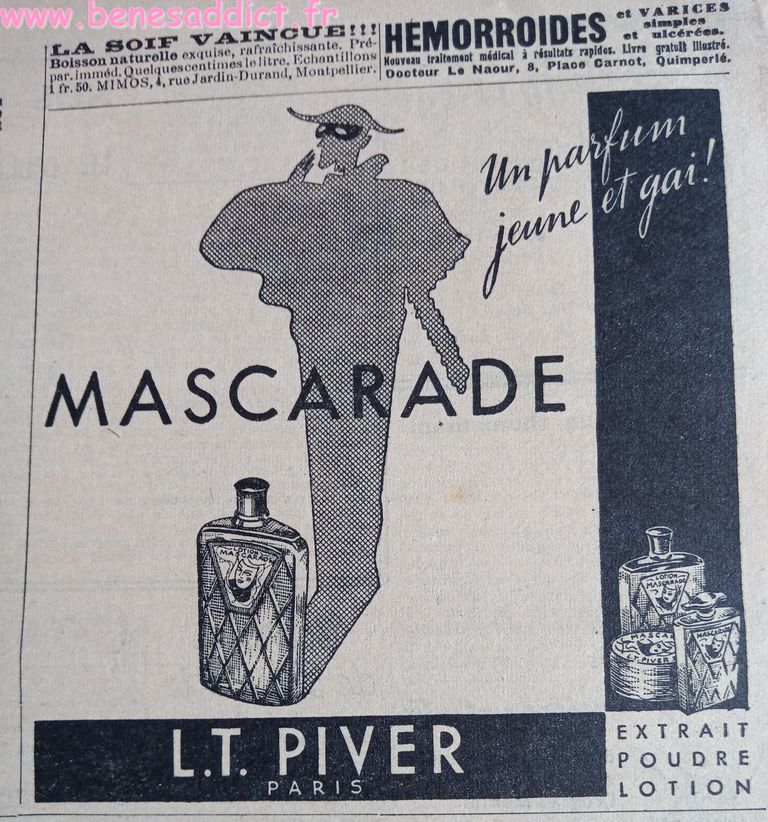 www.benesaddict.fr
LA SOIF VAINCUE!!!
Boisson naturelle exquise, rafraîchissante. Pré-
par. imméd. Quelques centimes le litre. Echantillons
1 fr. 50. MIMOS, 4, rue Jardin-Durand, Montpellier.
HÉMORROIDES et VARICES
simples
et ulcérées.
Nouveau traitement médical à résultats rapides. Livre gratuit illustré.
Docteur Le Naour, 8, Place Carnot, Quimperlé.
Un parfum
jeune et gai!
MASCARADE
LOTION
MASCARADE
LOTION
MASCARADE
MASCA
L.T. PIVER
MASCARADE
L.T. PIVER
PARIS
EXTRAIT
POUDRE
LOTION